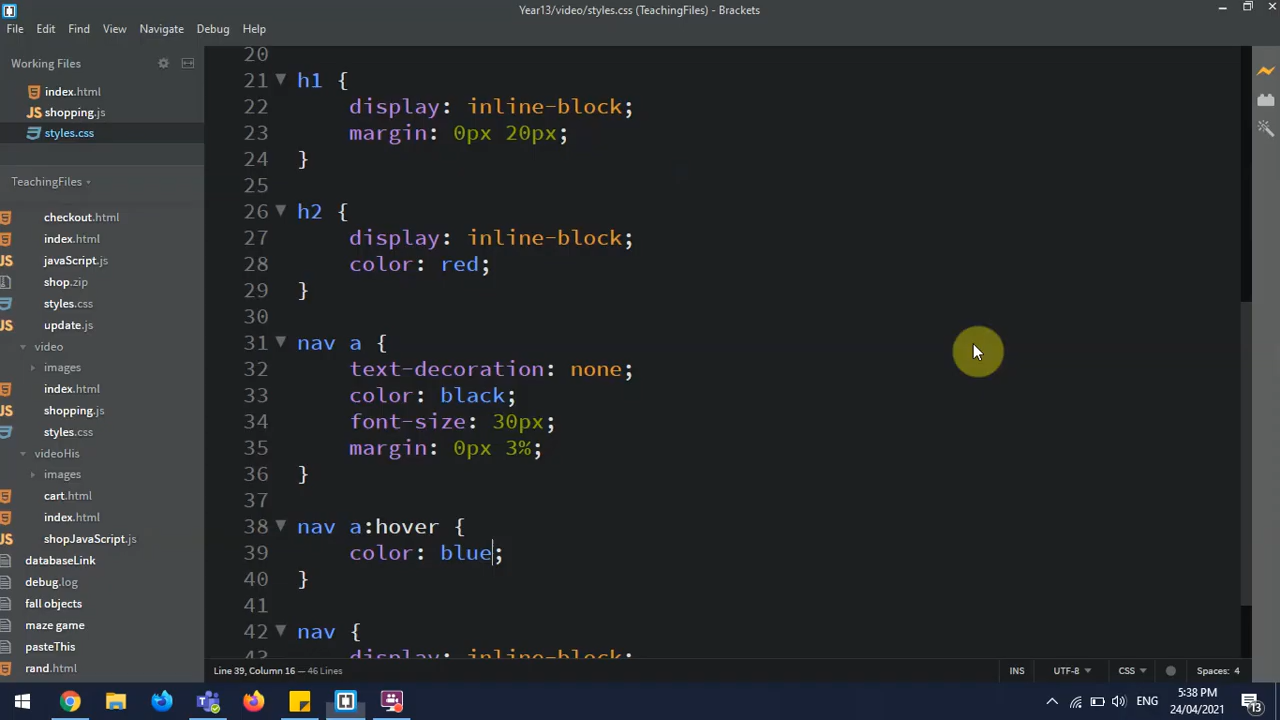 Year13/video/styles.css (TeachingFiles) - Brackets
File Edit Find View Navigate Debug Help
Working Files
index.html
shopping.js
styles.css
TeachingFiles
checkout.html
index.html
javaScript.js
shop.zip
styles.css
update.js
video
images
index.html
shopping.js
styles.css
videoHis
images
cart.html
index.html
shopJavaScript.js
databaseLink
debug.log
fall objects
maze game
pasteThis
rand.html
20
21 h1 {
22 display: inline-block;
23 margin: 0px 20px;
24 }
25
26 h2 {
27 display: inline-block;
28 color: red;
29 }
30
31 nav a {
32 text-decoration: none;
33 color: black;
34 font-size: 30px;
35 margin: 0px 3%;
36 }
37
38 nav a:hover {
39 color: blue;
40 }
41
42 nav {
43 display: inline-block;
Line 39, Column 16 — 46 Lines
INS UTF-8 CSS Spaces: 4
ENG
5:38 PM
24/04/2021
13